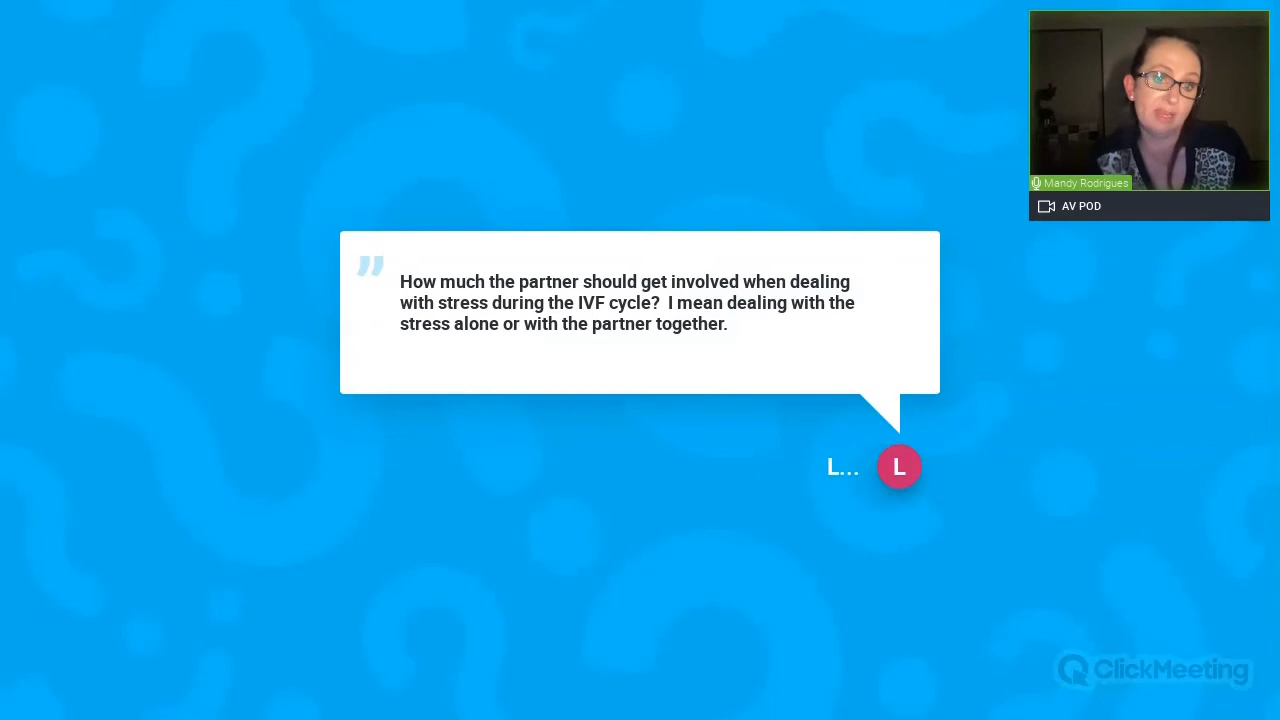 Mandy Rodrigues
AV POD
”
How much the partner should get involved when dealing
with stress during the IVF cycle?  I mean dealing with the
stress alone or with the partner together.
L... L
ClickMeeting